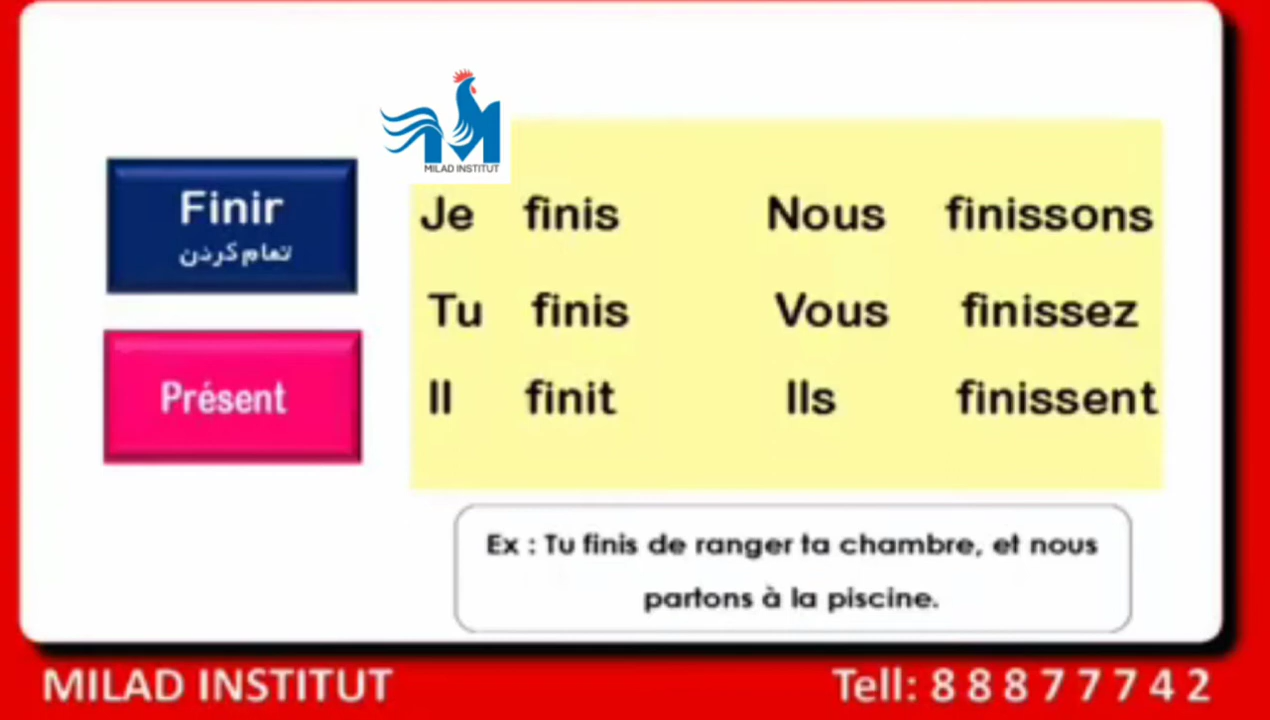 MILAD INSTITUT
Finir
اتمام کردن
Présent
Je finis Nous finissons
Tu finis Vous finissez
Il finit Ils finissent
Ex : Tu finis de ranger ta chambre, et nous
partons à la piscine.
MILAD INSTITUT Tell: 8 8 8 7 7 7 4 2